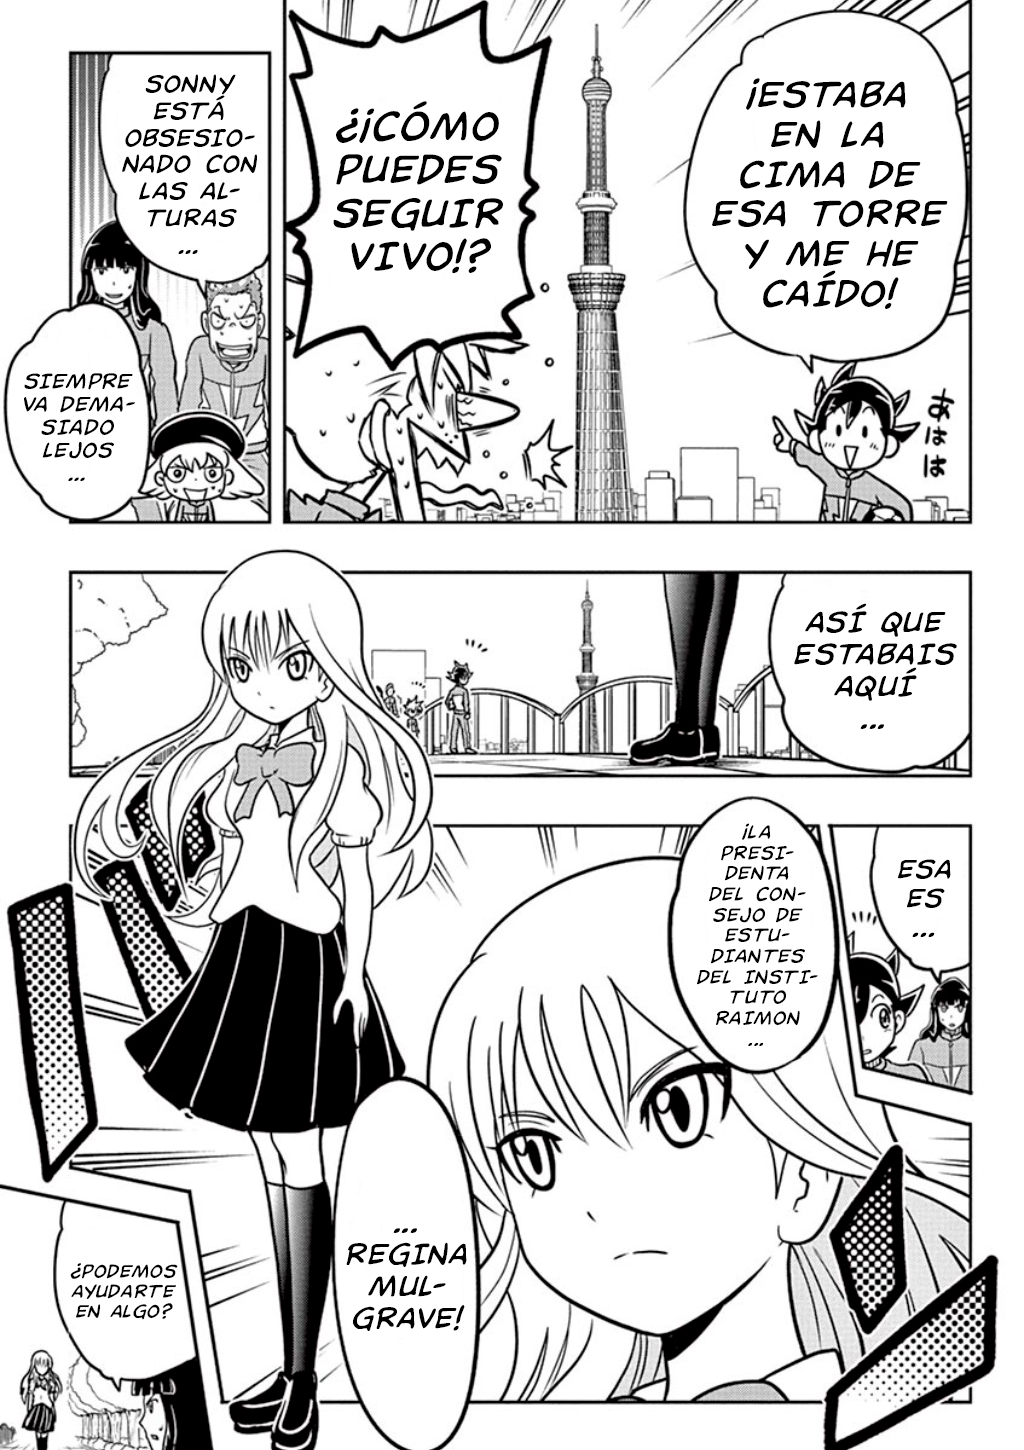 ¡ESTABA
EN LA
CIMA DE
ESA TORRE
Y ME HE
CAÍDO!
あはは
はは
¿¡CÓMO
PUEDES
SEGUIR
VIVO!?
SONNY
ESTÁ
OBSESIO-
NADO CON
LAS AL-
TURAS
...
SIEMPRE
VA DEMA-
SIADO
LEJOS
...
ASÍ QUE
ESTABAIS
AQUÍ
...
ESA
ES
...
¡LA
PRESI-
DENTA
DEL CON-
SEJO DE
ESTU-
DIANTES
DEL INSTI-
TUTO
RAIMON
...
...
REGINA
MUL-
GRAVE!
¿PODEMOS
AYUDARTE
EN ALGO?